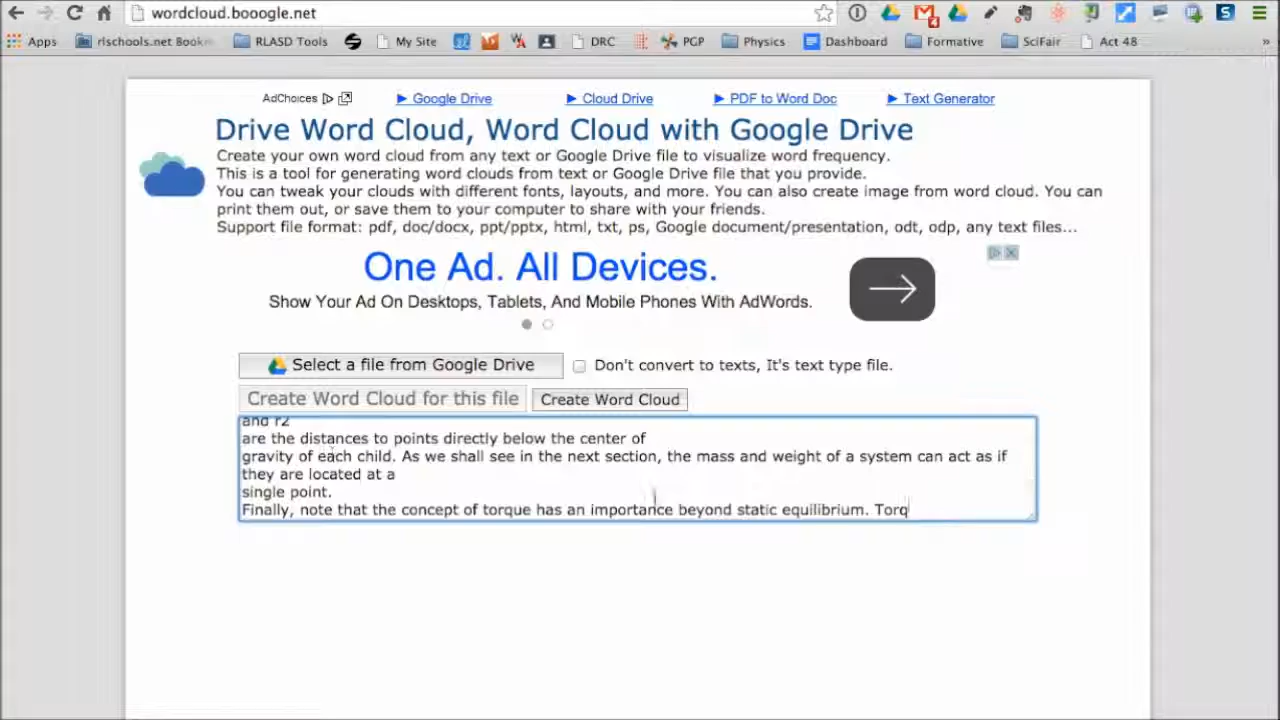 wordcloud.booogle.net
4
Apps rlschools.net Bookm RLASD Tools My Site DRC PGP Physics Dashboard Formative SciFair Act 48 »
AdChoices ► Google Drive ► Cloud Drive ► PDF to Word Doc ► Text Generator
Drive Word Cloud, Word Cloud with Google Drive
Create your own word cloud from any text or Google Drive file to visualize word frequency.
This is a tool for generating word clouds from text or Google Drive file that you provide.
You can tweak your clouds with different fonts, layouts, and more. You can also create image from word cloud. You can
print them out, or save them to your computer to share with your friends.
Support file format: pdf, doc/docx, ppt/pptx, html, txt, ps, Google document/presentation, odt, odp, any text files...
One Ad. All Devices.
Show Your Ad On Desktops, Tablets, And Mobile Phones With AdWords.
Select a file from Google Drive Don't convert to texts, It's text type file.
Create Word Cloud for this file Create Word Cloud
and r2
are the distances to points directly below the center of
gravity of each child. As we shall see in the next section, the mass and weight of a system can act as if
they are located at a
single point.
Finally, note that the concept of torque has an importance beyond static equilibrium. Torq